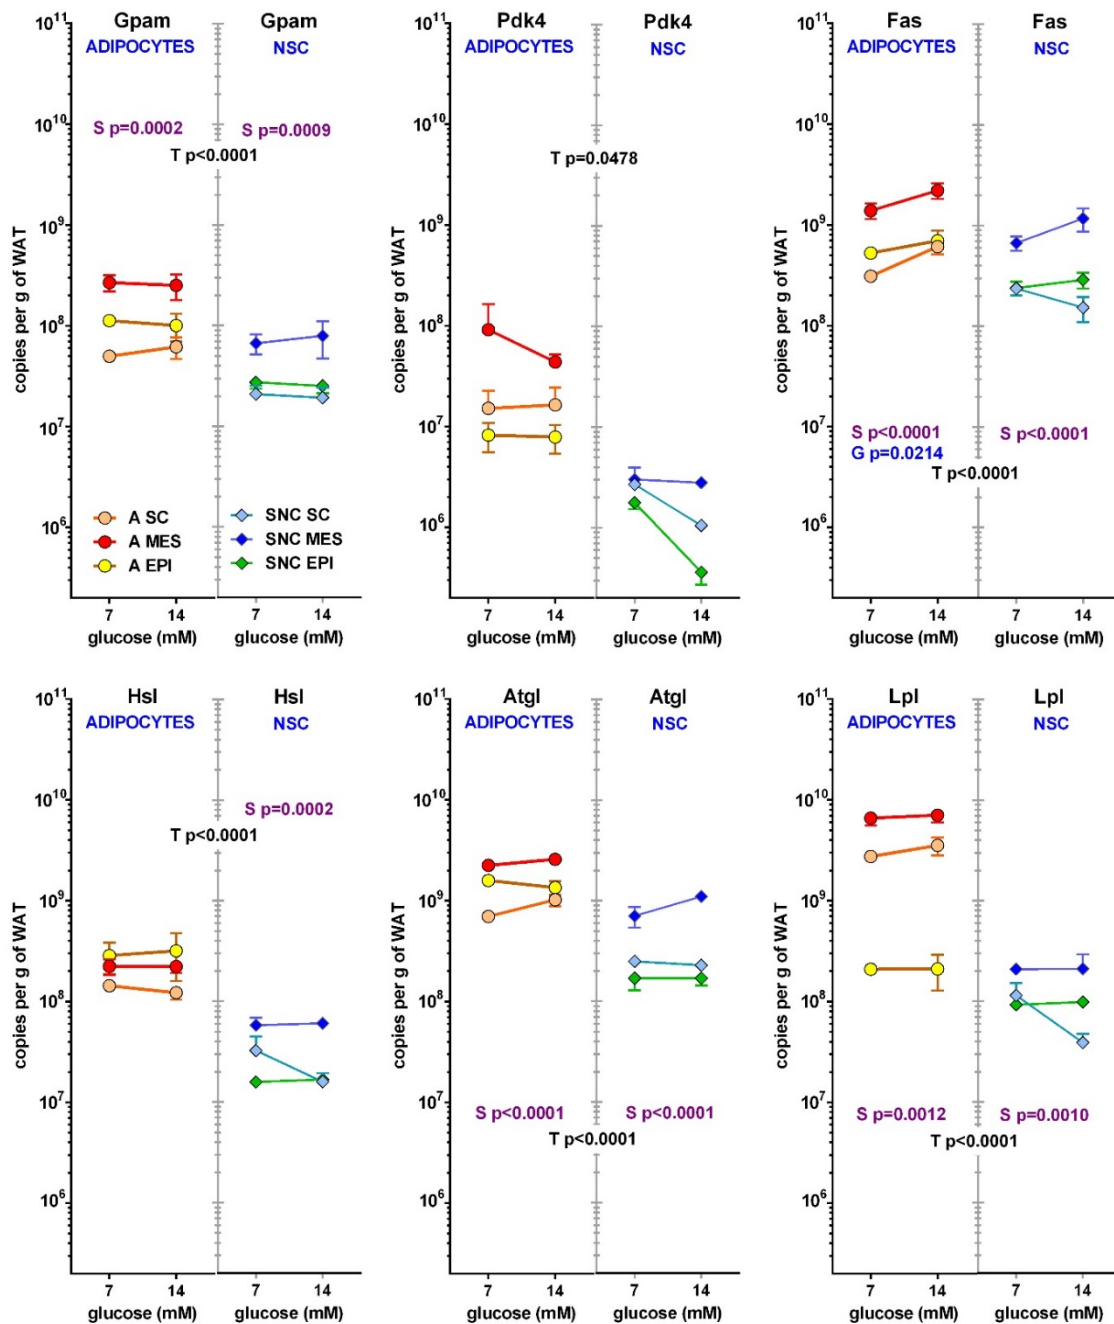 Gpam
ADIPOCYTES
S p=0.0002
Gpam
NSC
S p=0.0009
T p<0.0001
copies per g of WAT
10¹¹
10¹⁰
10⁹
10⁸
10⁷
10⁶
A SC
A MES
A EPI
SNC SC
SNC MES
SNC EPI
7 14
glucose (mM)
7 14
glucose (mM)
Pdk4
ADIPOCYTES
Pdk4
NSC
T p=0.0478
copies per g of WAT
10¹¹
10¹⁰
10⁹
10⁸
10⁷
10⁶
7 14
glucose (mM)
7 14
glucose (mM)
Fas
ADIPOCYTES
Fas
NSC
copies per g of WAT
10¹¹
10¹⁰
10⁹
10⁸
10⁷
10⁶
S p<0.0001
G p=0.0214
S p<0.0001
T p<0.0001
7 14
glucose (mM)
7 14
glucose (mM)
Hsl
ADIPOCYTES
Hsl
NSC
S p=0.0002
T p<0.0001
copies per g of WAT
10¹¹
10¹⁰
10⁹
10⁸
10⁷
10⁶
7 14
glucose (mM)
7 14
glucose (mM)
Atgl
ADIPOCYTES
Atgl
NSC
copies per g of WAT
10¹¹
10¹⁰
10⁹
10⁸
10⁷
10⁶
S p<0.0001
S p<0.0001
T p<0.0001
7 14
glucose (mM)
7 14
glucose (mM)
Lpl
ADIPOCYTES
Lpl
NSC
copies per g of WAT
10¹¹
10¹⁰
10⁹
10⁸
10⁷
10⁶
S p=0.0012
S p=0.0010
T p<0.0001
7 14
glucose (mM)
7 14
glucose (mM)